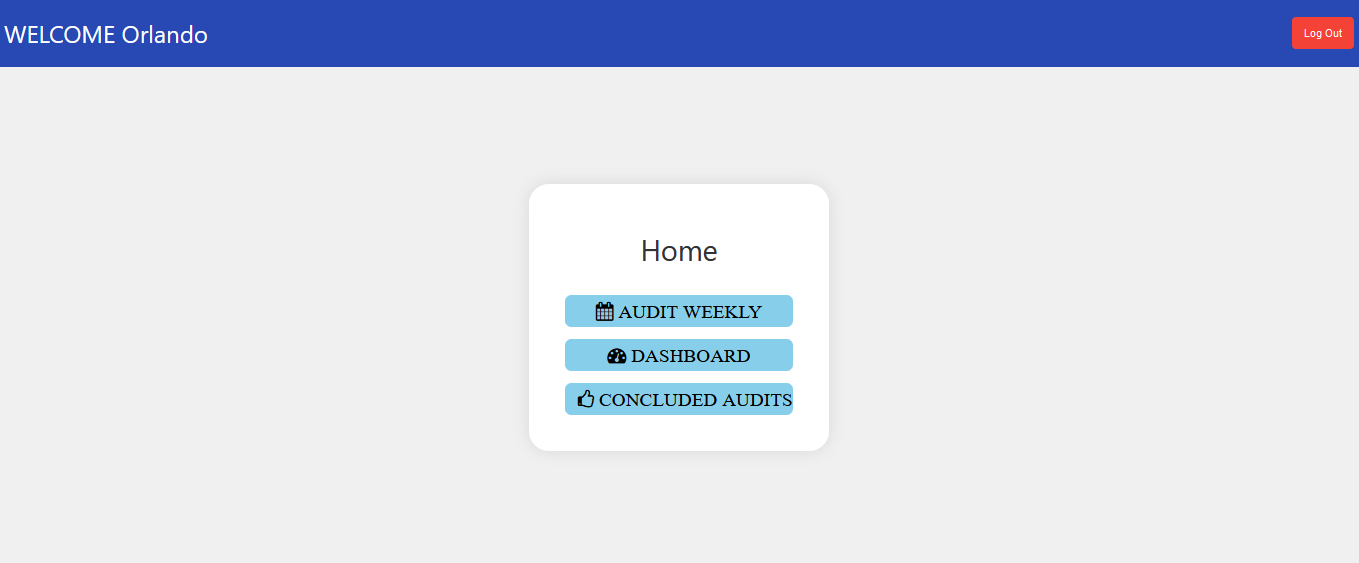 WELCOME Orlando
Log Out
Home
AUDIT WEEKLY
DASHBOARD
CONCLUDED AUDITS